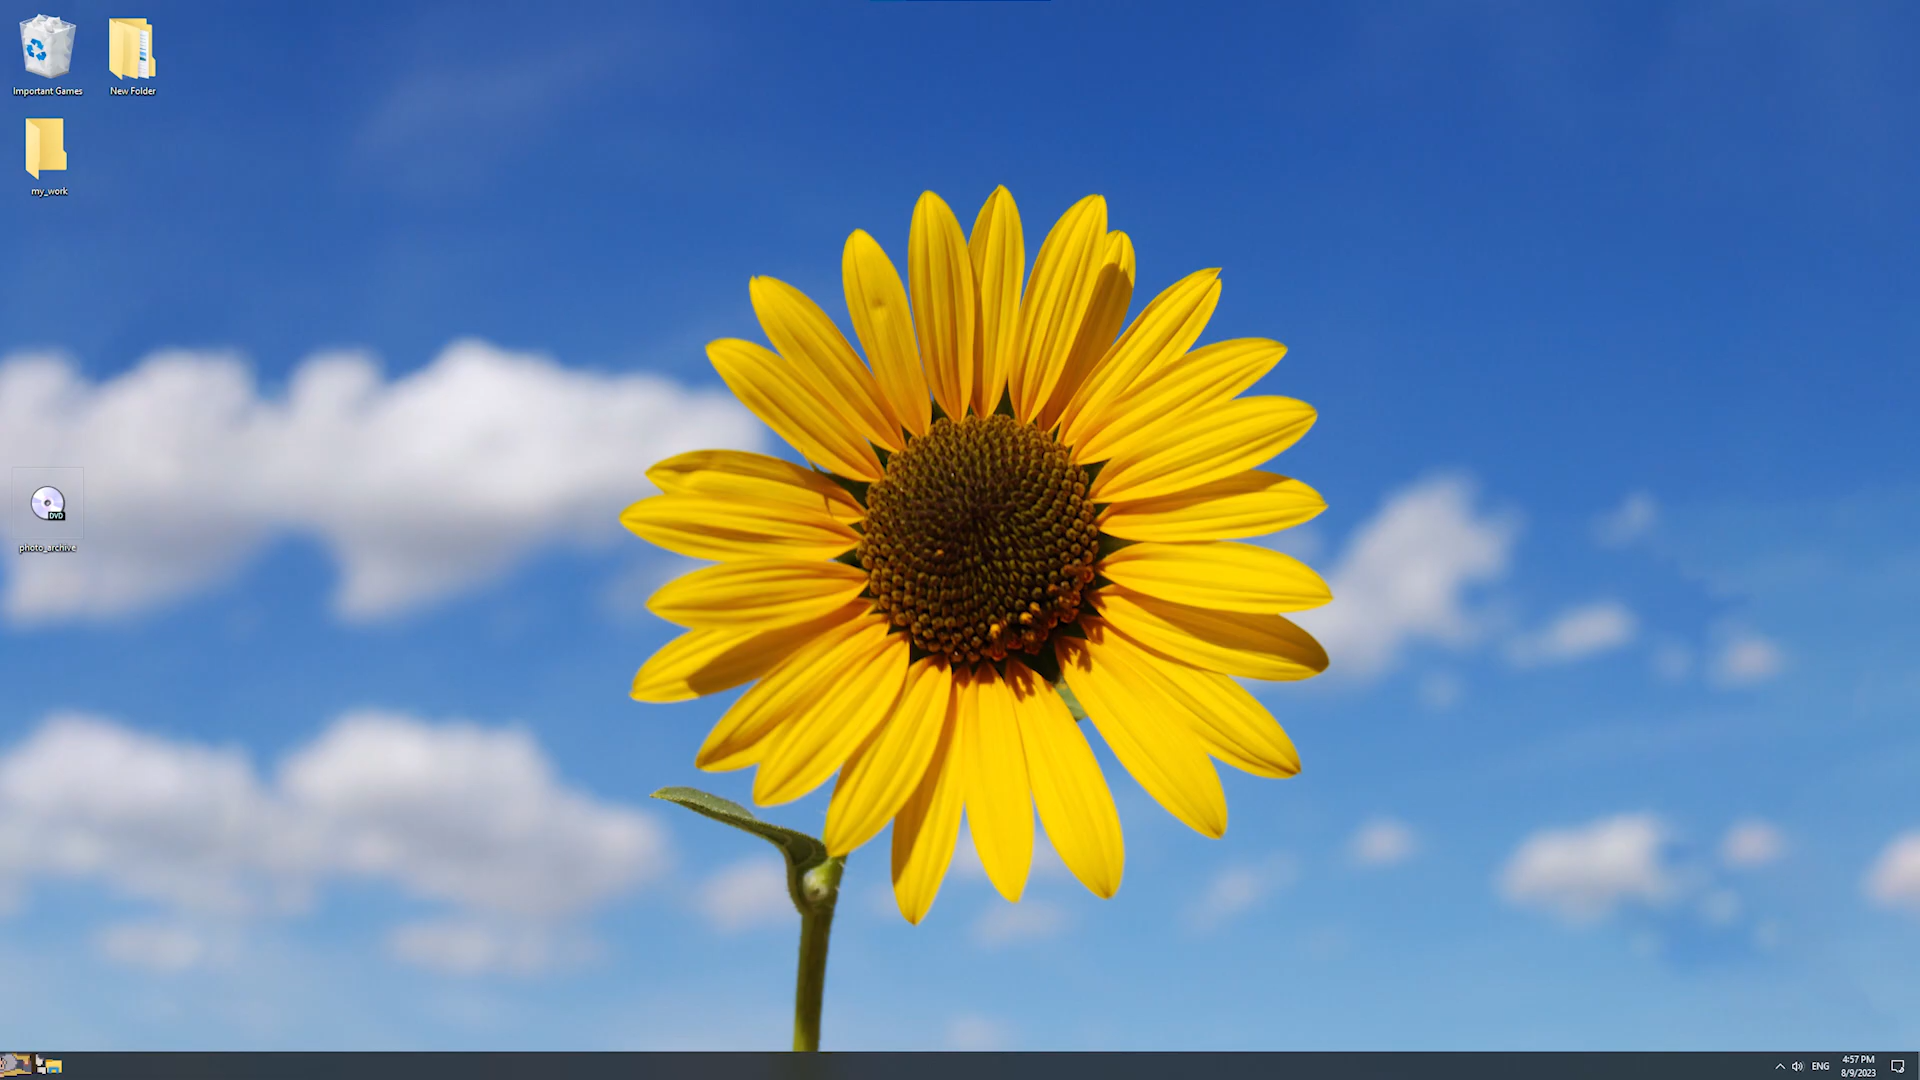 Important Games
New Folder
my_work
DVD
photo_archive
ENG
4:57 PM
8/9/2023